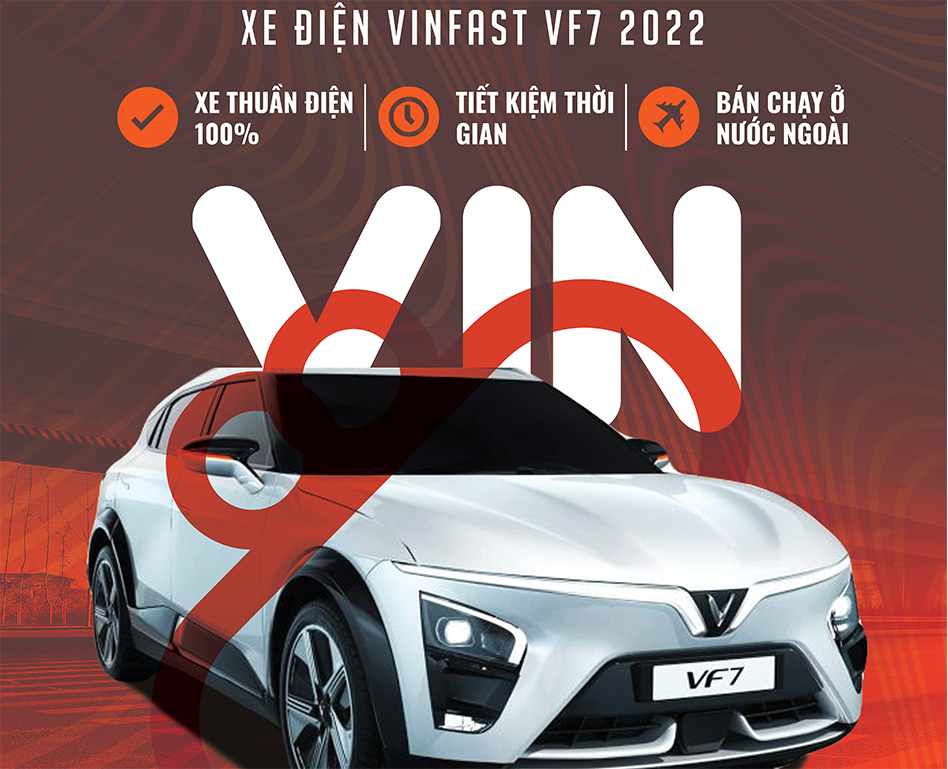 XE ĐIỆN VINFAST VF7 2022
XE THUẦN ĐIỆN
100%
TIẾT KIỆM THỜI
GIAN
BÁN CHẠY Ở
NƯỚC NGOÀI
VIN
VF7